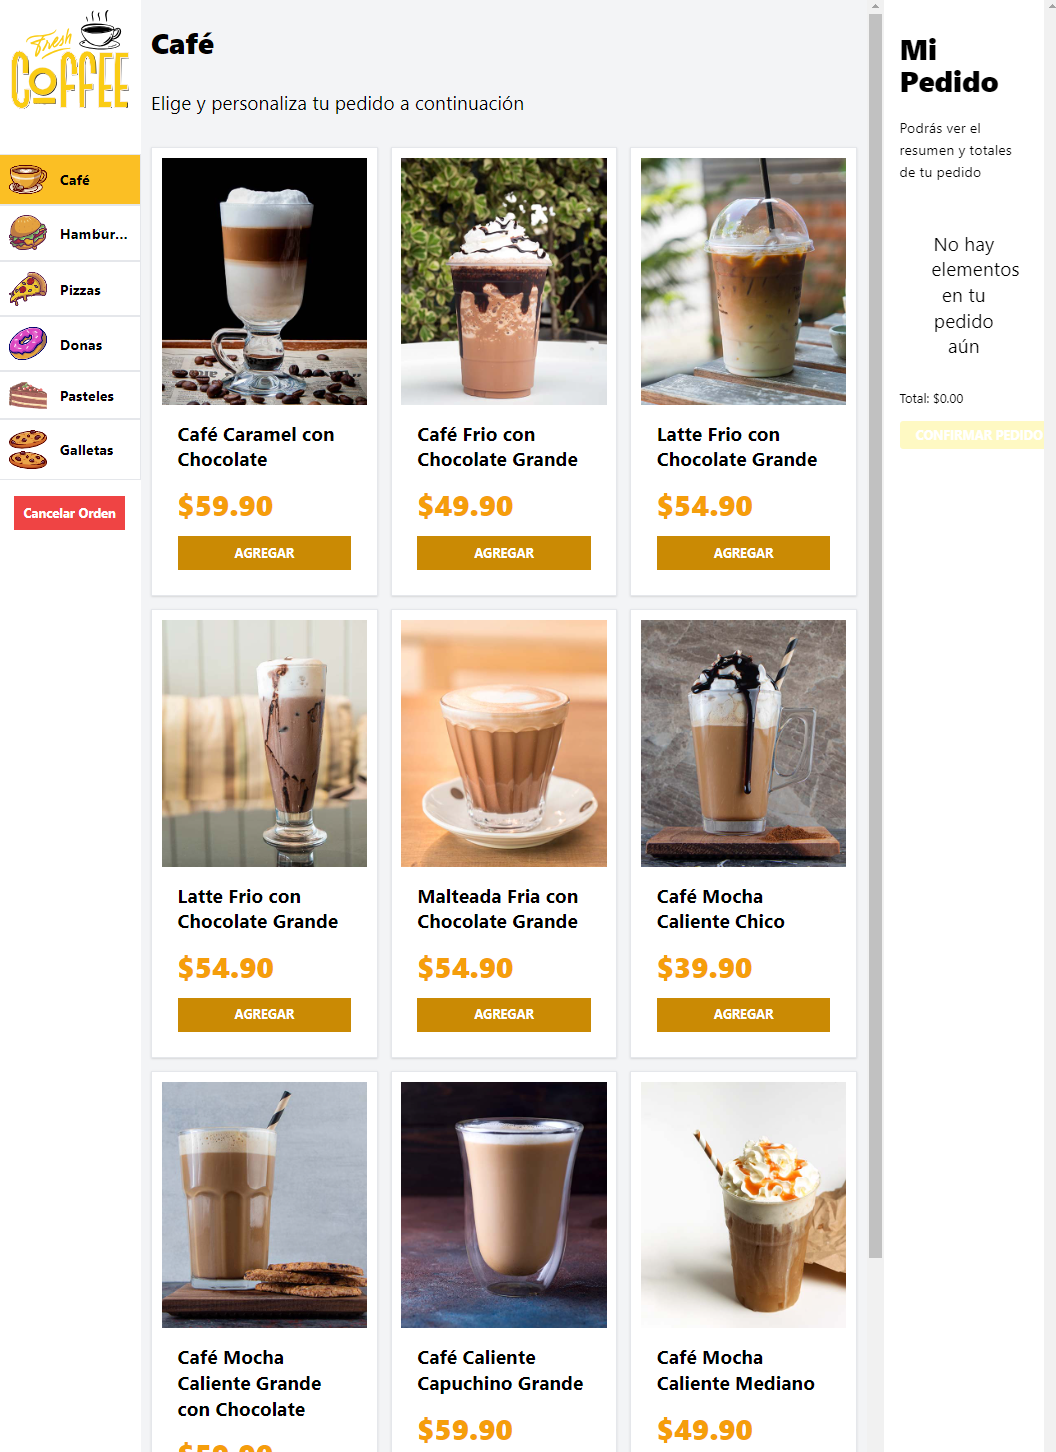 Fresh
COFFEE
Café
Hambur...
Pizzas
Donas
Pasteles
Galletas
Cancelar Orden
Café
Elige y personaliza tu pedido a continuación
Café Caramel con
Chocolate
$59.90
AGREGAR
Café Frio con
Chocolate Grande
$49.90
AGREGAR
Latte Frio con
Chocolate Grande
$54.90
AGREGAR
Latte Frio con
Chocolate Grande
$54.90
AGREGAR
Malteada Fria con
Chocolate Grande
$54.90
AGREGAR
Café Mocha
Caliente Chico
$39.90
AGREGAR
Café Mocha
Caliente Grande
con Chocolate
Café Caliente
Capuchino Grande
$59.90
Café Mocha
Caliente Mediano
$49.90
Mi
Pedido
Podrás ver el
resumen y totales
de tu pedido
No hay
elementos
en tu
pedido
aún
Total: $0.00
CONFIRMAR PEDIDO